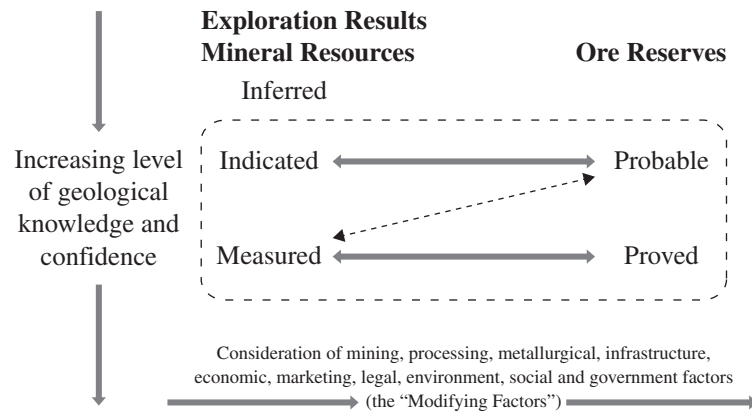 Exploration Results
Mineral Resources
Ore Reserves
Inferred
Increasing level
of geological
knowledge and
confidence
Indicated
Probable
Measured
Proved
Consideration of mining, processing, metallurgical, infrastructure,
economic, marketing, legal, environment, social and government factors
(the “Modifying Factors”)